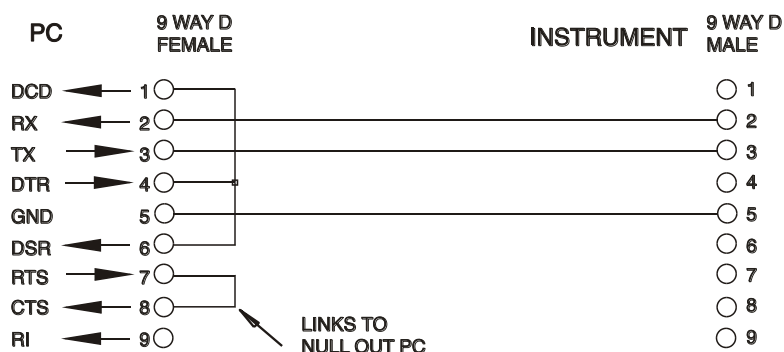 PC 9 WAY D FEMALE INSTRUMENT 9 WAY D MALE
DCD 1 1
RX 2 2
TX 3 3
DTR 4 4
GND 5 5
DSR 6 6
RTS 7 7
CTS 8 8
RI 9 9
LINKS TO
NULL OUT PC